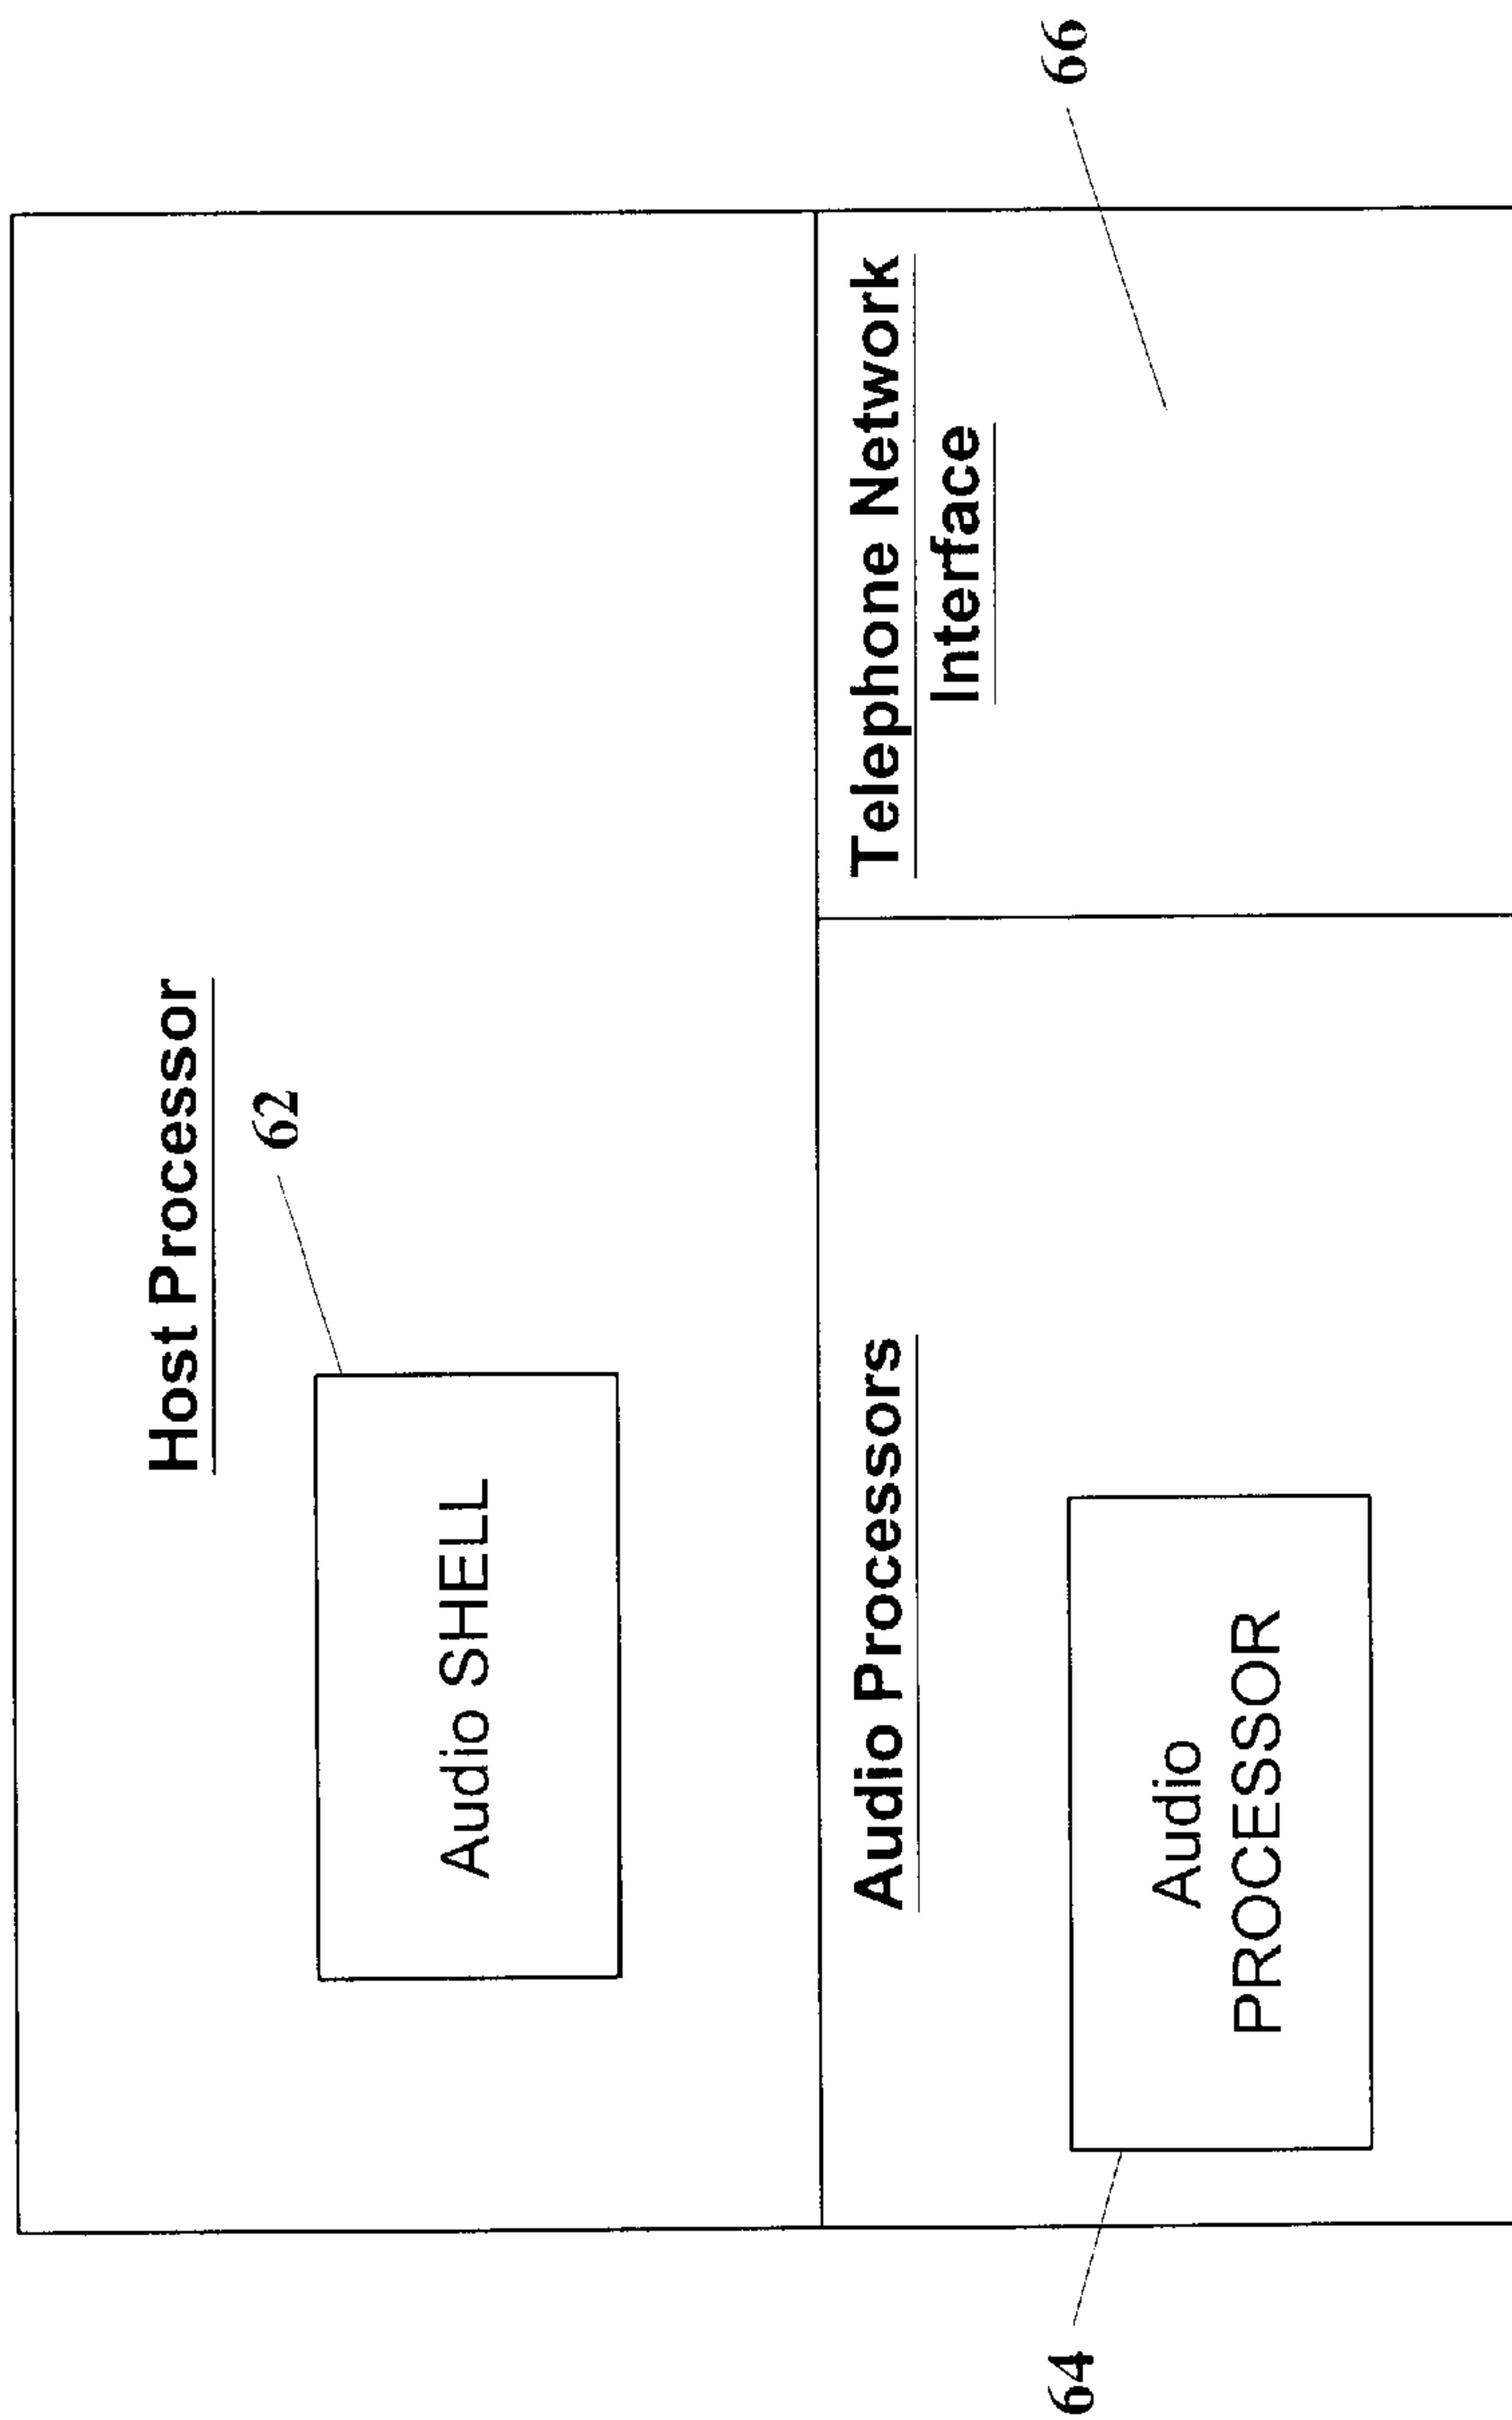 Host Processor
62
Audio SHELL
Audio Processors
Telephone Network
Interface
64
Audio
PROCESSOR
66